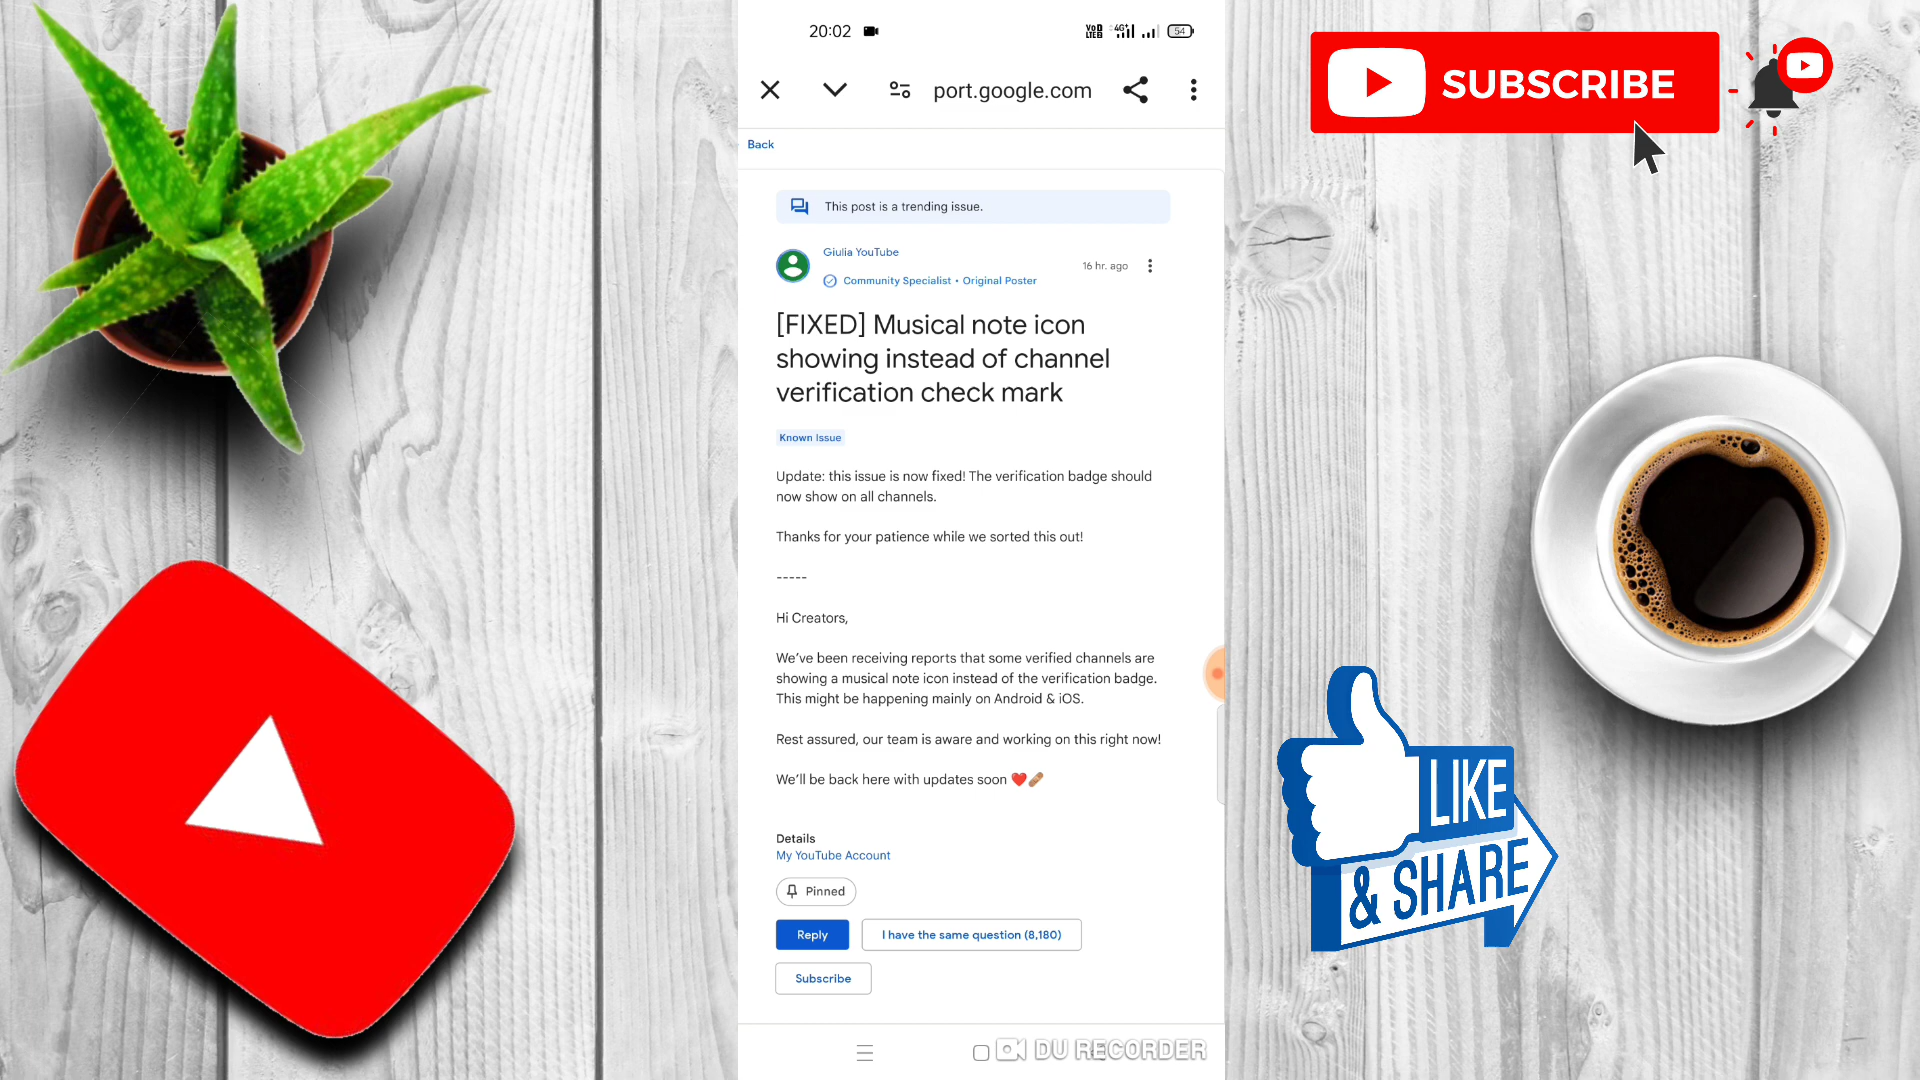 20:02
VoD
LTE D
4G+
54
port.google.com
Back
This post is a trending issue.
Giulia YouTube
Community Specialist • Original Poster
16 hr. ago
[FIXED] Musical note icon
showing instead of channel
verification check mark
Known Issue
Update: this issue is now fixed! The verification badge should
now show on all channels.
Thanks for your patience while we sorted this out!
-----
Hi Creators,
We've been receiving reports that some verified channels are
showing a musical note icon instead of the verification badge.
This might be happening mainly on Android & iOS.
Rest assured, our team is aware and working on this right now!
We'll be back here with updates soon ❤️🩹
Details
My YouTube Account
Pinned
Reply
I have the same question (8,180)
Subscribe
DU RECORDER
SUBSCRIBE
LIKE
& SHARE